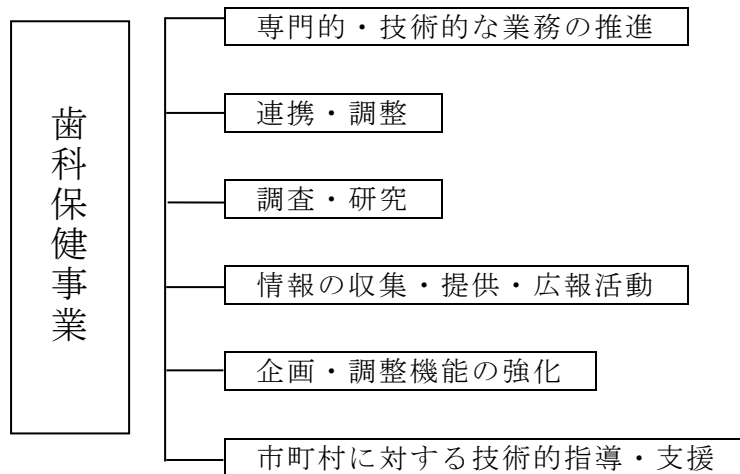 歯科保健事業
専門的・技術的な業務の推進
連携・調整
調査・研究
情報の収集・提供・広報活動
企画・調整機能の強化
市町村に対する技術的指導・支援